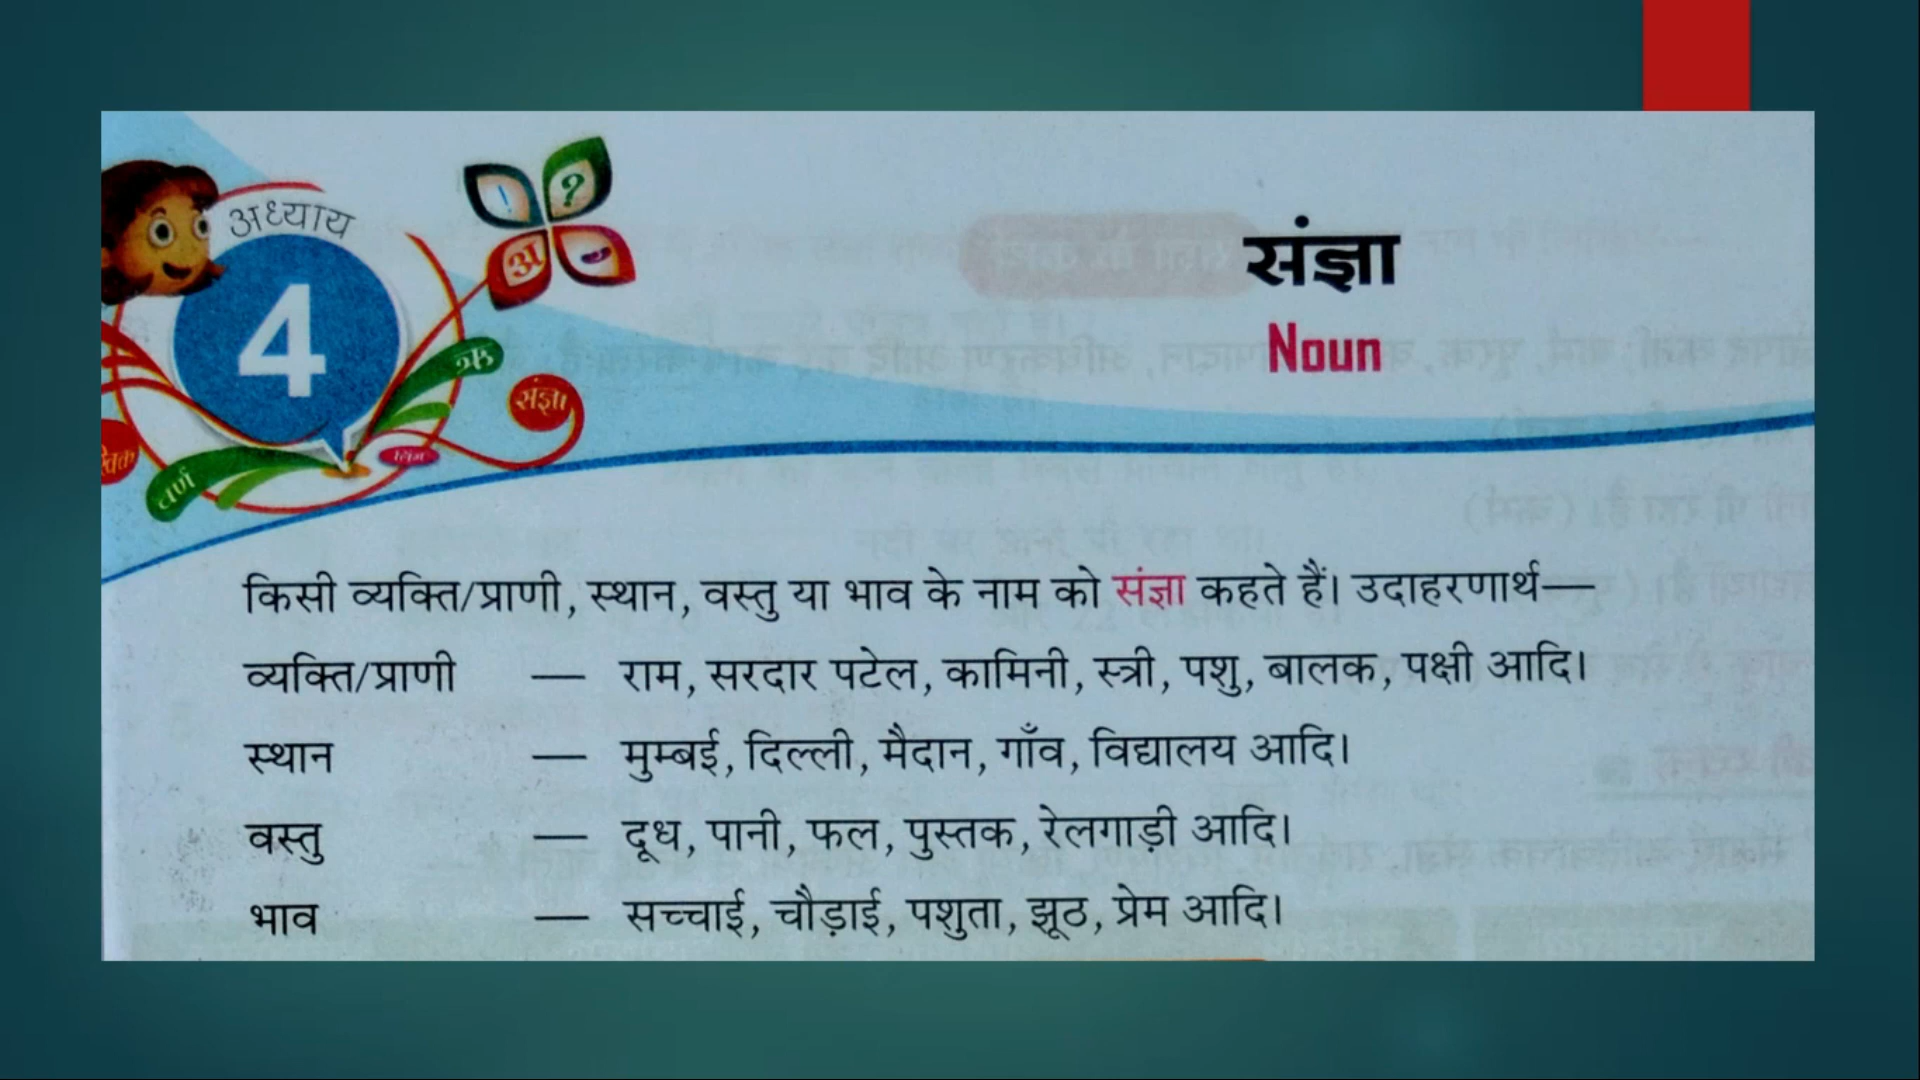 अध्याय
4
! ?
अ
ऋ
संज्ञा
वर्ण
लिंग
संज्ञा
Noun
किसी व्यक्ति/प्राणी, स्थान, वस्तु या भाव के नाम को संज्ञा कहते हैं। उदाहरणार्थ—
व्यक्ति/प्राणी — राम, सरदार पटेल, कामिनी, स्त्री, पशु, बालक, पक्षी आदि।
स्थान — मुम्बई, दिल्ली, मैदान, गाँव, विद्यालय आदि।
वस्तु — दूध, पानी, फल, पुस्तक, रेलगाड़ी आदि।
भाव — सच्चाई, चौड़ाई, पशुता, झूठ, प्रेम आदि।